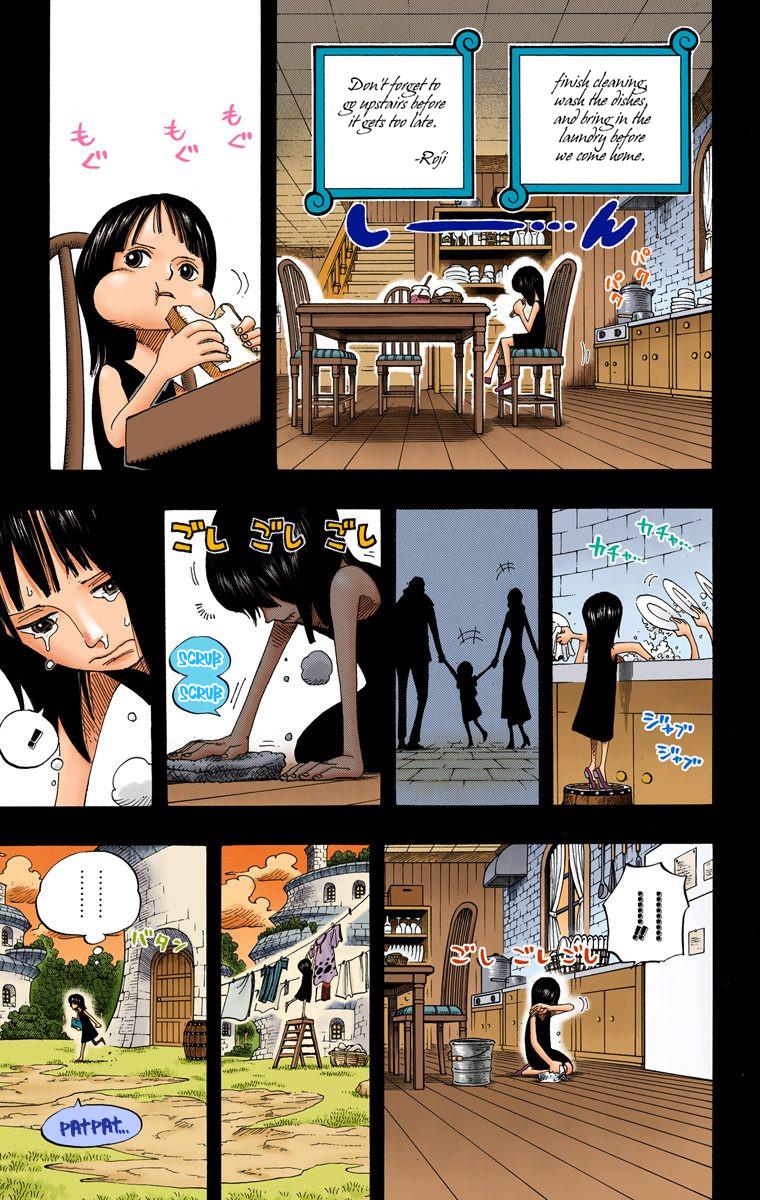 finish cleaning,
wash the dishes,
and bring in the
laundry before
we come home.
Don't forget to
go upstairs before
it gets too late.
-Roji
しーーん
パク
パク
もぐ
もぐ
もぐ
カチャ…
カチャ…
ジャブ
ジャブ
ごし ごし ごし
SCRUB
SCRUB
!!
.........!!
ごし ごし ごし
.........
バタン
PATPAT...